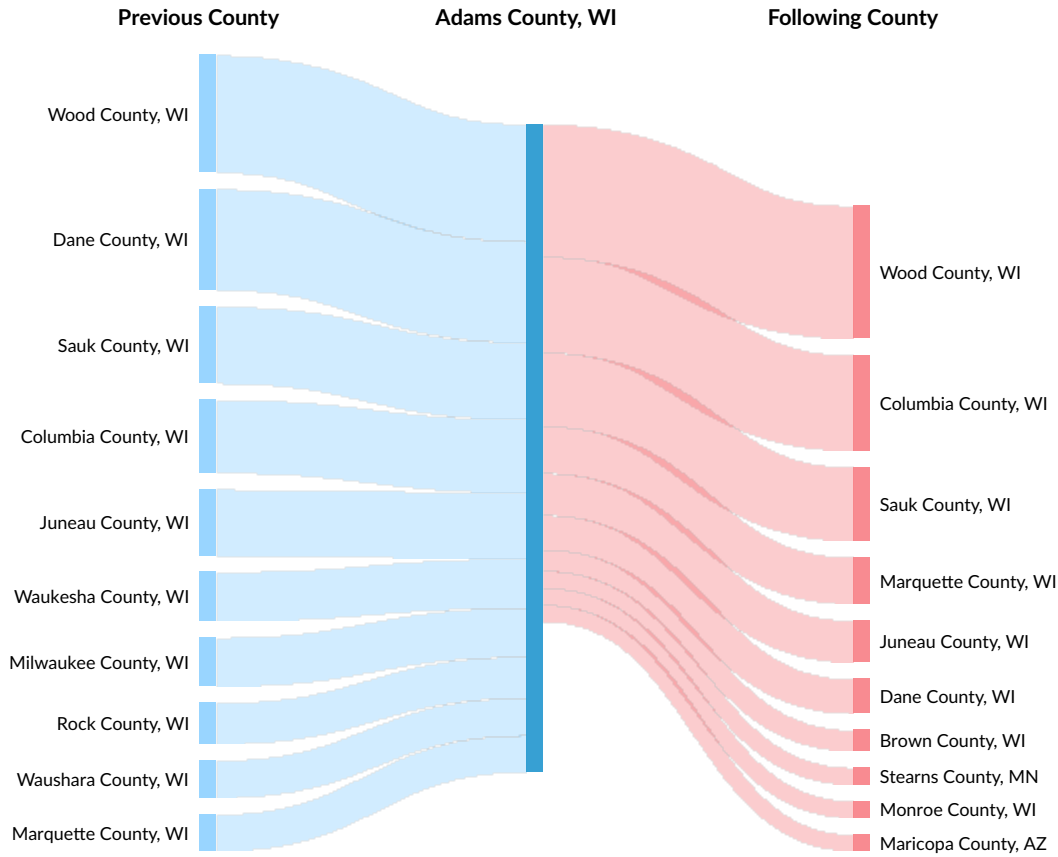 Previous County
Adams County, WI
Following County
Wood County, WI
Dane County, WI
Sauk County, WI
Columbia County, WI
Juneau County, WI
Waukesha County, WI
Milwaukee County, WI
Rock County, WI
Waushara County, WI
Marquette County, WI
Wood County, WI
Columbia County, WI
Sauk County, WI
Marquette County, WI
Juneau County, WI
Dane County, WI
Brown County, WI
Stearns County, MN
Monroe County, WI
Maricopa County, AZ